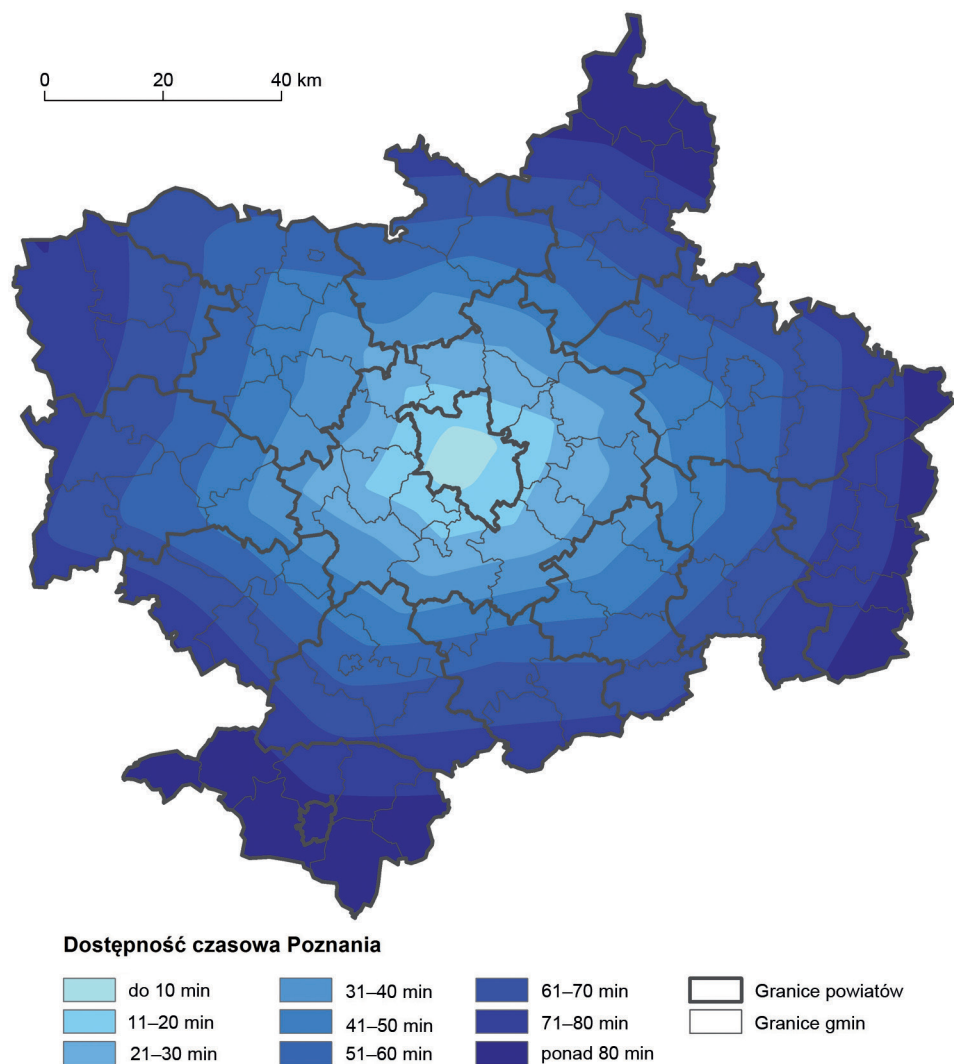 0 20 40 km
Dostępność czasowa Poznania
do 10 min
11–20 min
21–30 min
31–40 min
41–50 min
51–60 min
61–70 min
71–80 min
ponad 80 min
Granice powiatów
Granice gmin